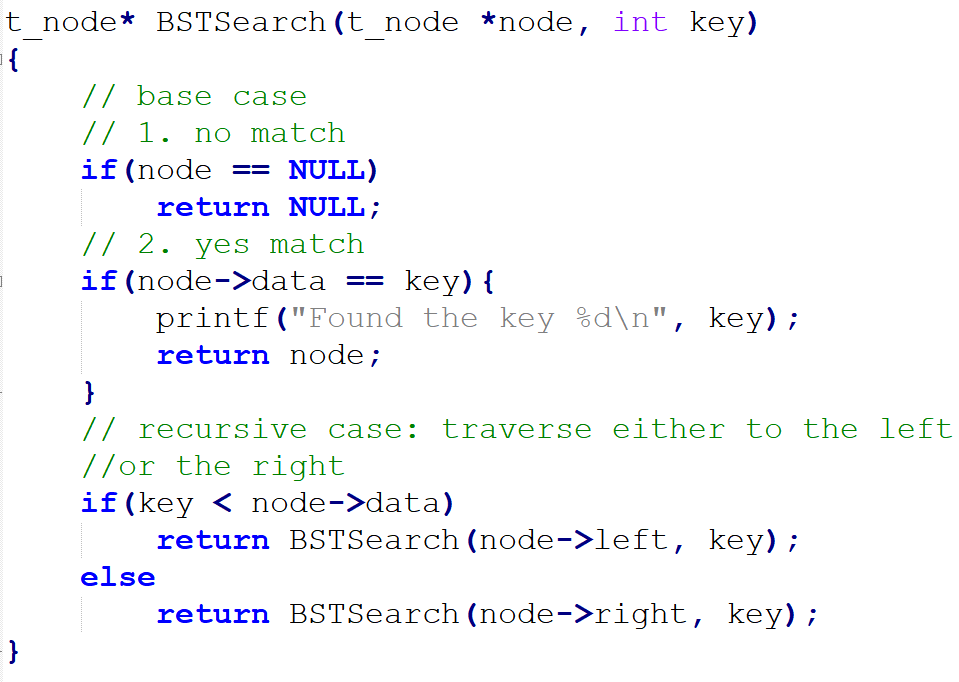 t_node* BSTSearch(t_node *node, int key)
{
    // base case
    // 1. no match
    if(node == NULL)
        return NULL;
    // 2. yes match
    if(node->data == key){
        printf("Found the key %d\n", key);
        return node;
    }
    // recursive case: traverse either to the left
    //or the right
    if(key < node->data)
        return BSTSearch(node->left, key);
    else
        return BSTSearch(node->right, key);
}